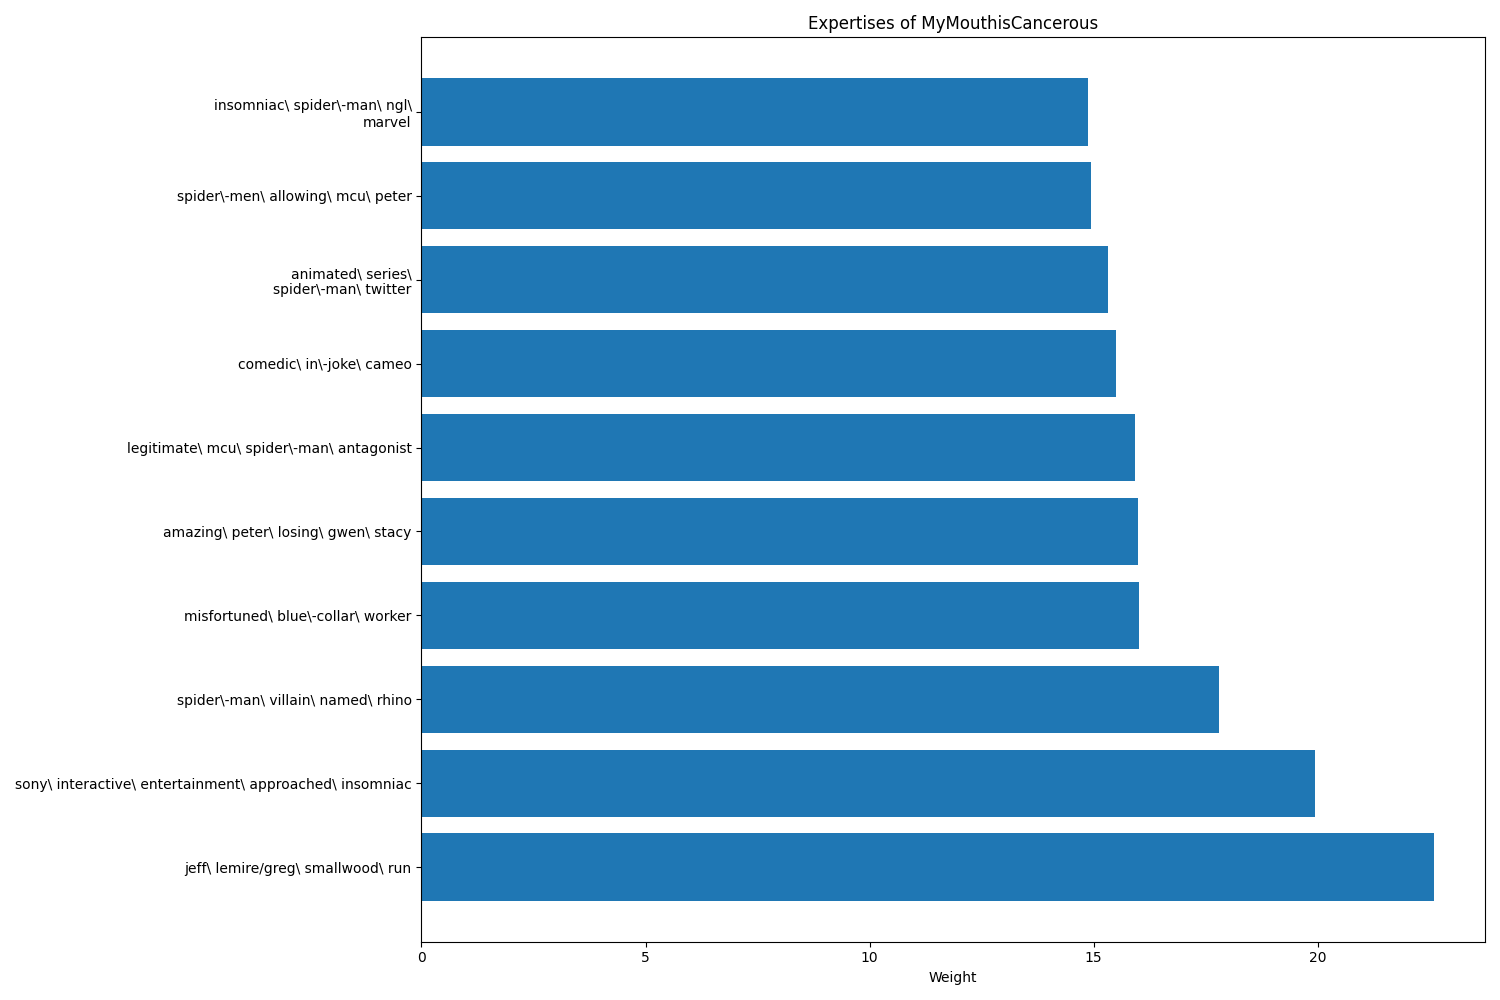 Expertises of MyMouthisCancerous
insomniac\ spider\-man\ ngl\
marvel
spider\-men\ allowing\ mcu\ peter
animated\ series\
spider\-man\ twitter
comedic\ in\-joke\ cameo
legitimate\ mcu\ spider\-man\ antagonist
amazing\ peter\ losing\ gwen\ stacy
misfortuned\ blue\-collar\ worker
spider\-man\ villain\ named\ rhino
sony\ interactive\ entertainment\ approached\ insomniac
jeff\ lemire/greg\ smallwood\ run
0 5 10 15 20
Weight